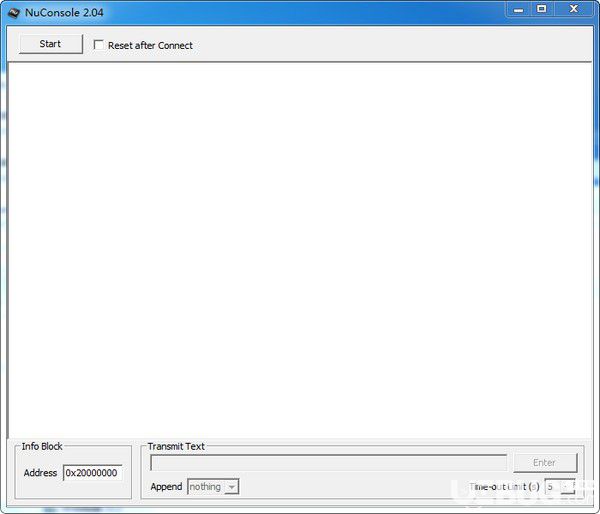 NuConsole 2.04
Start
Reset after Connect
Info Block
Address 0x20000000
Transmit Text
Enter
Append nothing
Time-out Limit (s) 5